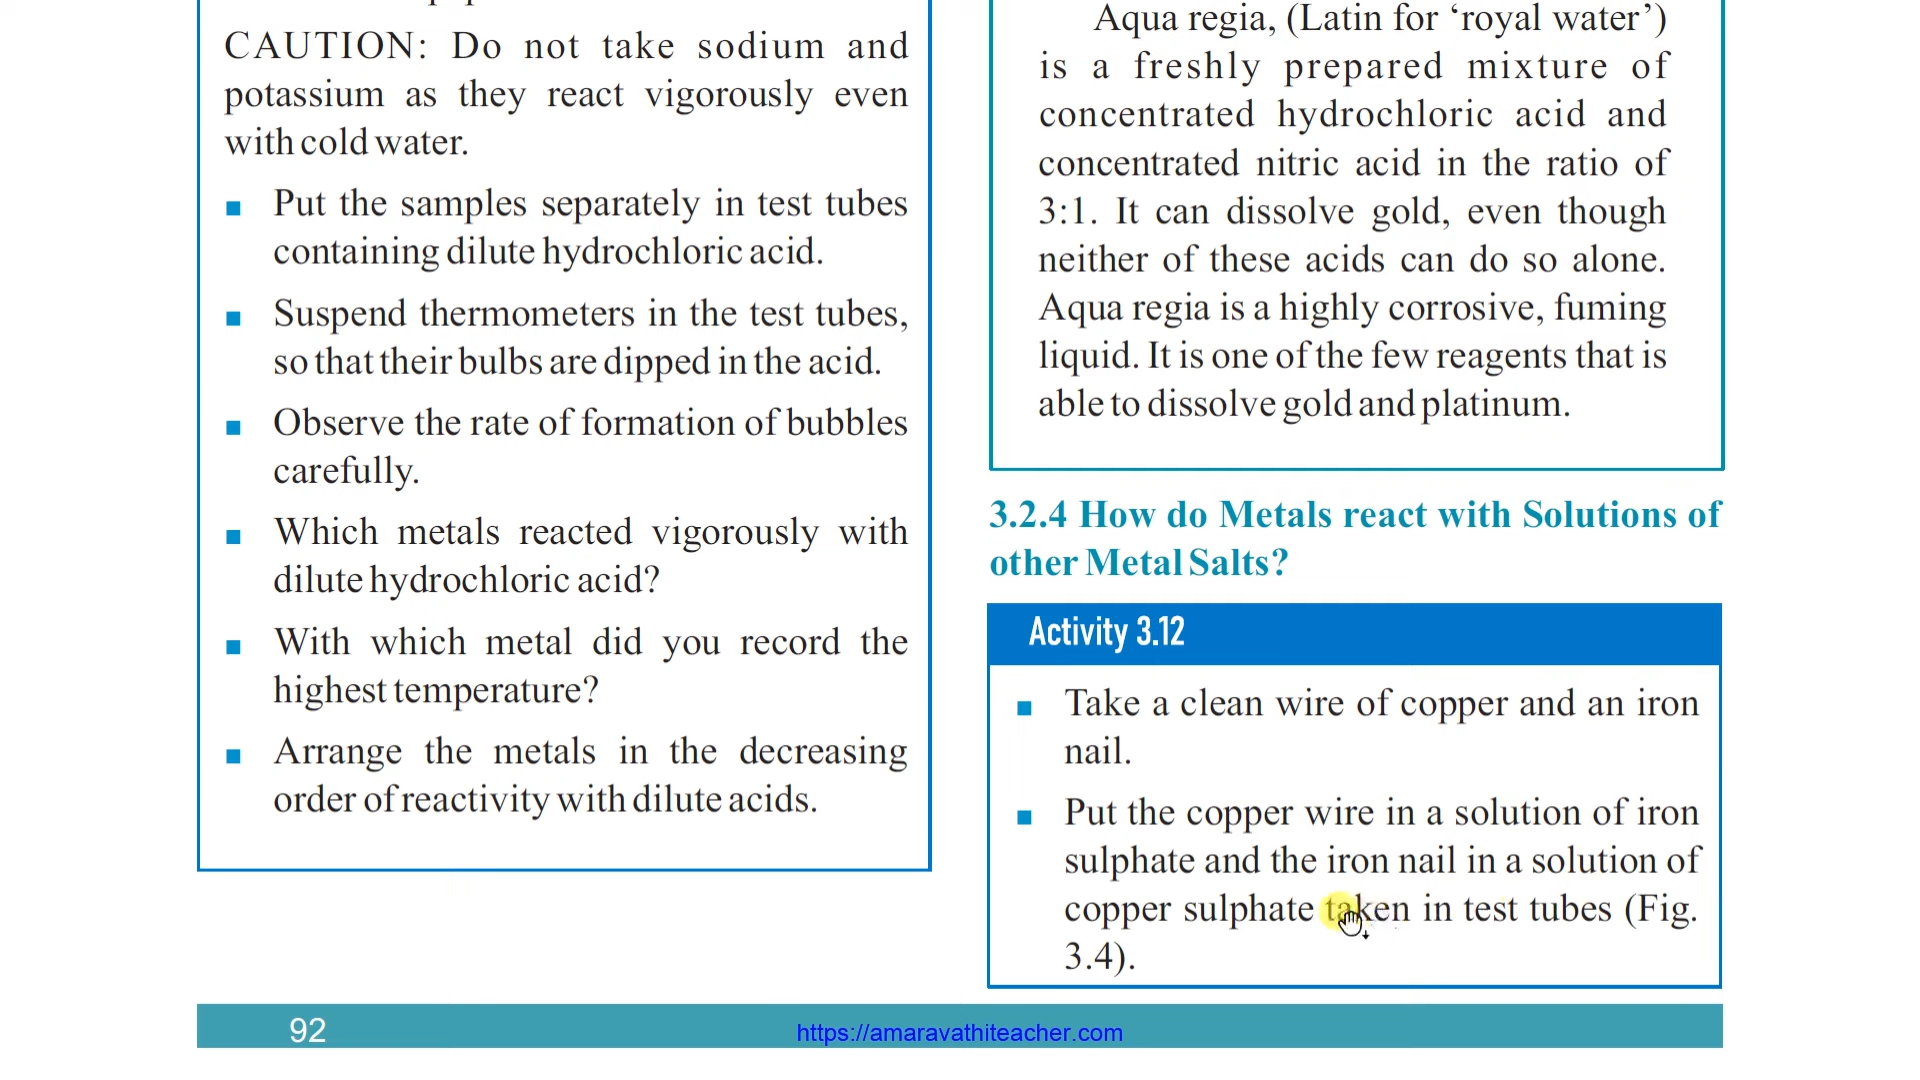 CAUTION: Do not take sodium and
potassium as they react vigorously even
with cold water.
■ Put the samples separately in test tubes
containing dilute hydrochloric acid.
■ Suspend thermometers in the test tubes,
so that their bulbs are dipped in the acid.
■ Observe the rate of formation of bubbles
carefully.
■ Which metals reacted vigorously with
dilute hydrochloric acid?
■ With which metal did you record the
highest temperature?
■ Arrange the metals in the decreasing
order of reactivity with dilute acids.
Aqua regia, (Latin for ‘royal water’)
is a freshly prepared mixture of
concentrated hydrochloric acid and
concentrated nitric acid in the ratio of
3:1. It can dissolve gold, even though
neither of these acids can do so alone.
Aqua regia is a highly corrosive, fuming
liquid. It is one of the few reagents that is
able to dissolve gold and platinum.
3.2.4 How do Metals react with Solutions of
other Metal Salts?
Activity 3.12
■ Take a clean wire of copper and an iron
nail.
■ Put the copper wire in a solution of iron
sulphate and the iron nail in a solution of
copper sulphate taken in test tubes (Fig.
3.4).
92
https://amaravathiteacher.com